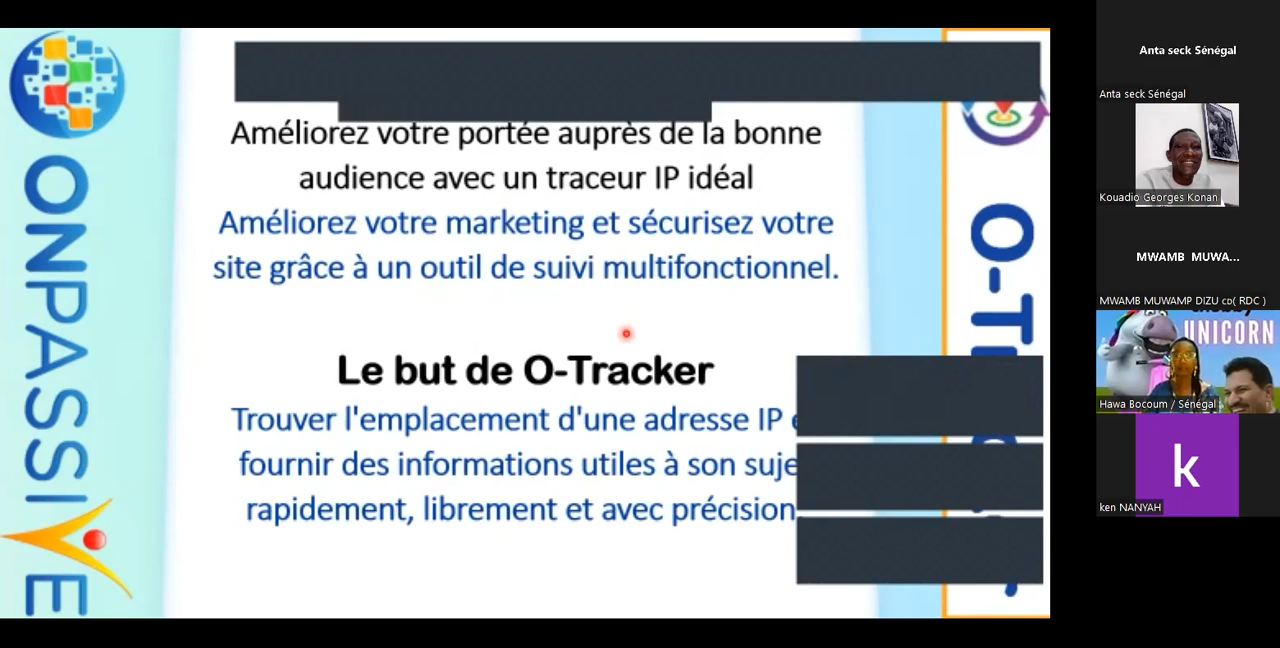 ONPASSIVE
Améliorez votre portée auprès de la bonne
audience avec un traceur IP idéal
Améliorez votre marketing et sécurisez votre
site grâce à un outil de suivi multifonctionnel.
Le but de O-Tracker
Trouver l'emplacement d'une adresse IP
fournir des informations utiles à son suje
rapidement, librement et avec précision.
Anta seck Sénégal
Anta seck Sénégal
Kouadio Georges Konan
MWAMB MUWA...
MWAMB MUWAMP DIZU CD( RDC )
UNICORN
Hawa Bocoum / Sénégal
k
ken NANYAH